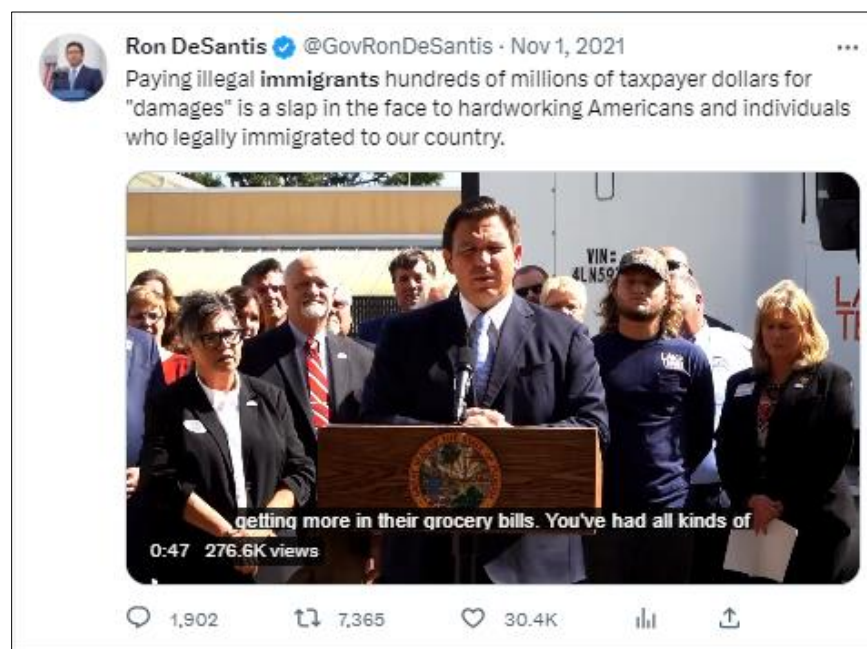 Ron DeSantis @GovRonDeSantis · Nov 1, 2021
Paying illegal immigrants hundreds of millions of taxpayer dollars for
"damages" is a slap in the face to hardworking Americans and individuals
who legally immigrated to our country.
VIN:
getting more in their grocery bills. You've had all kinds of
0:47 276.6K views
1,902 7,365 30.4K